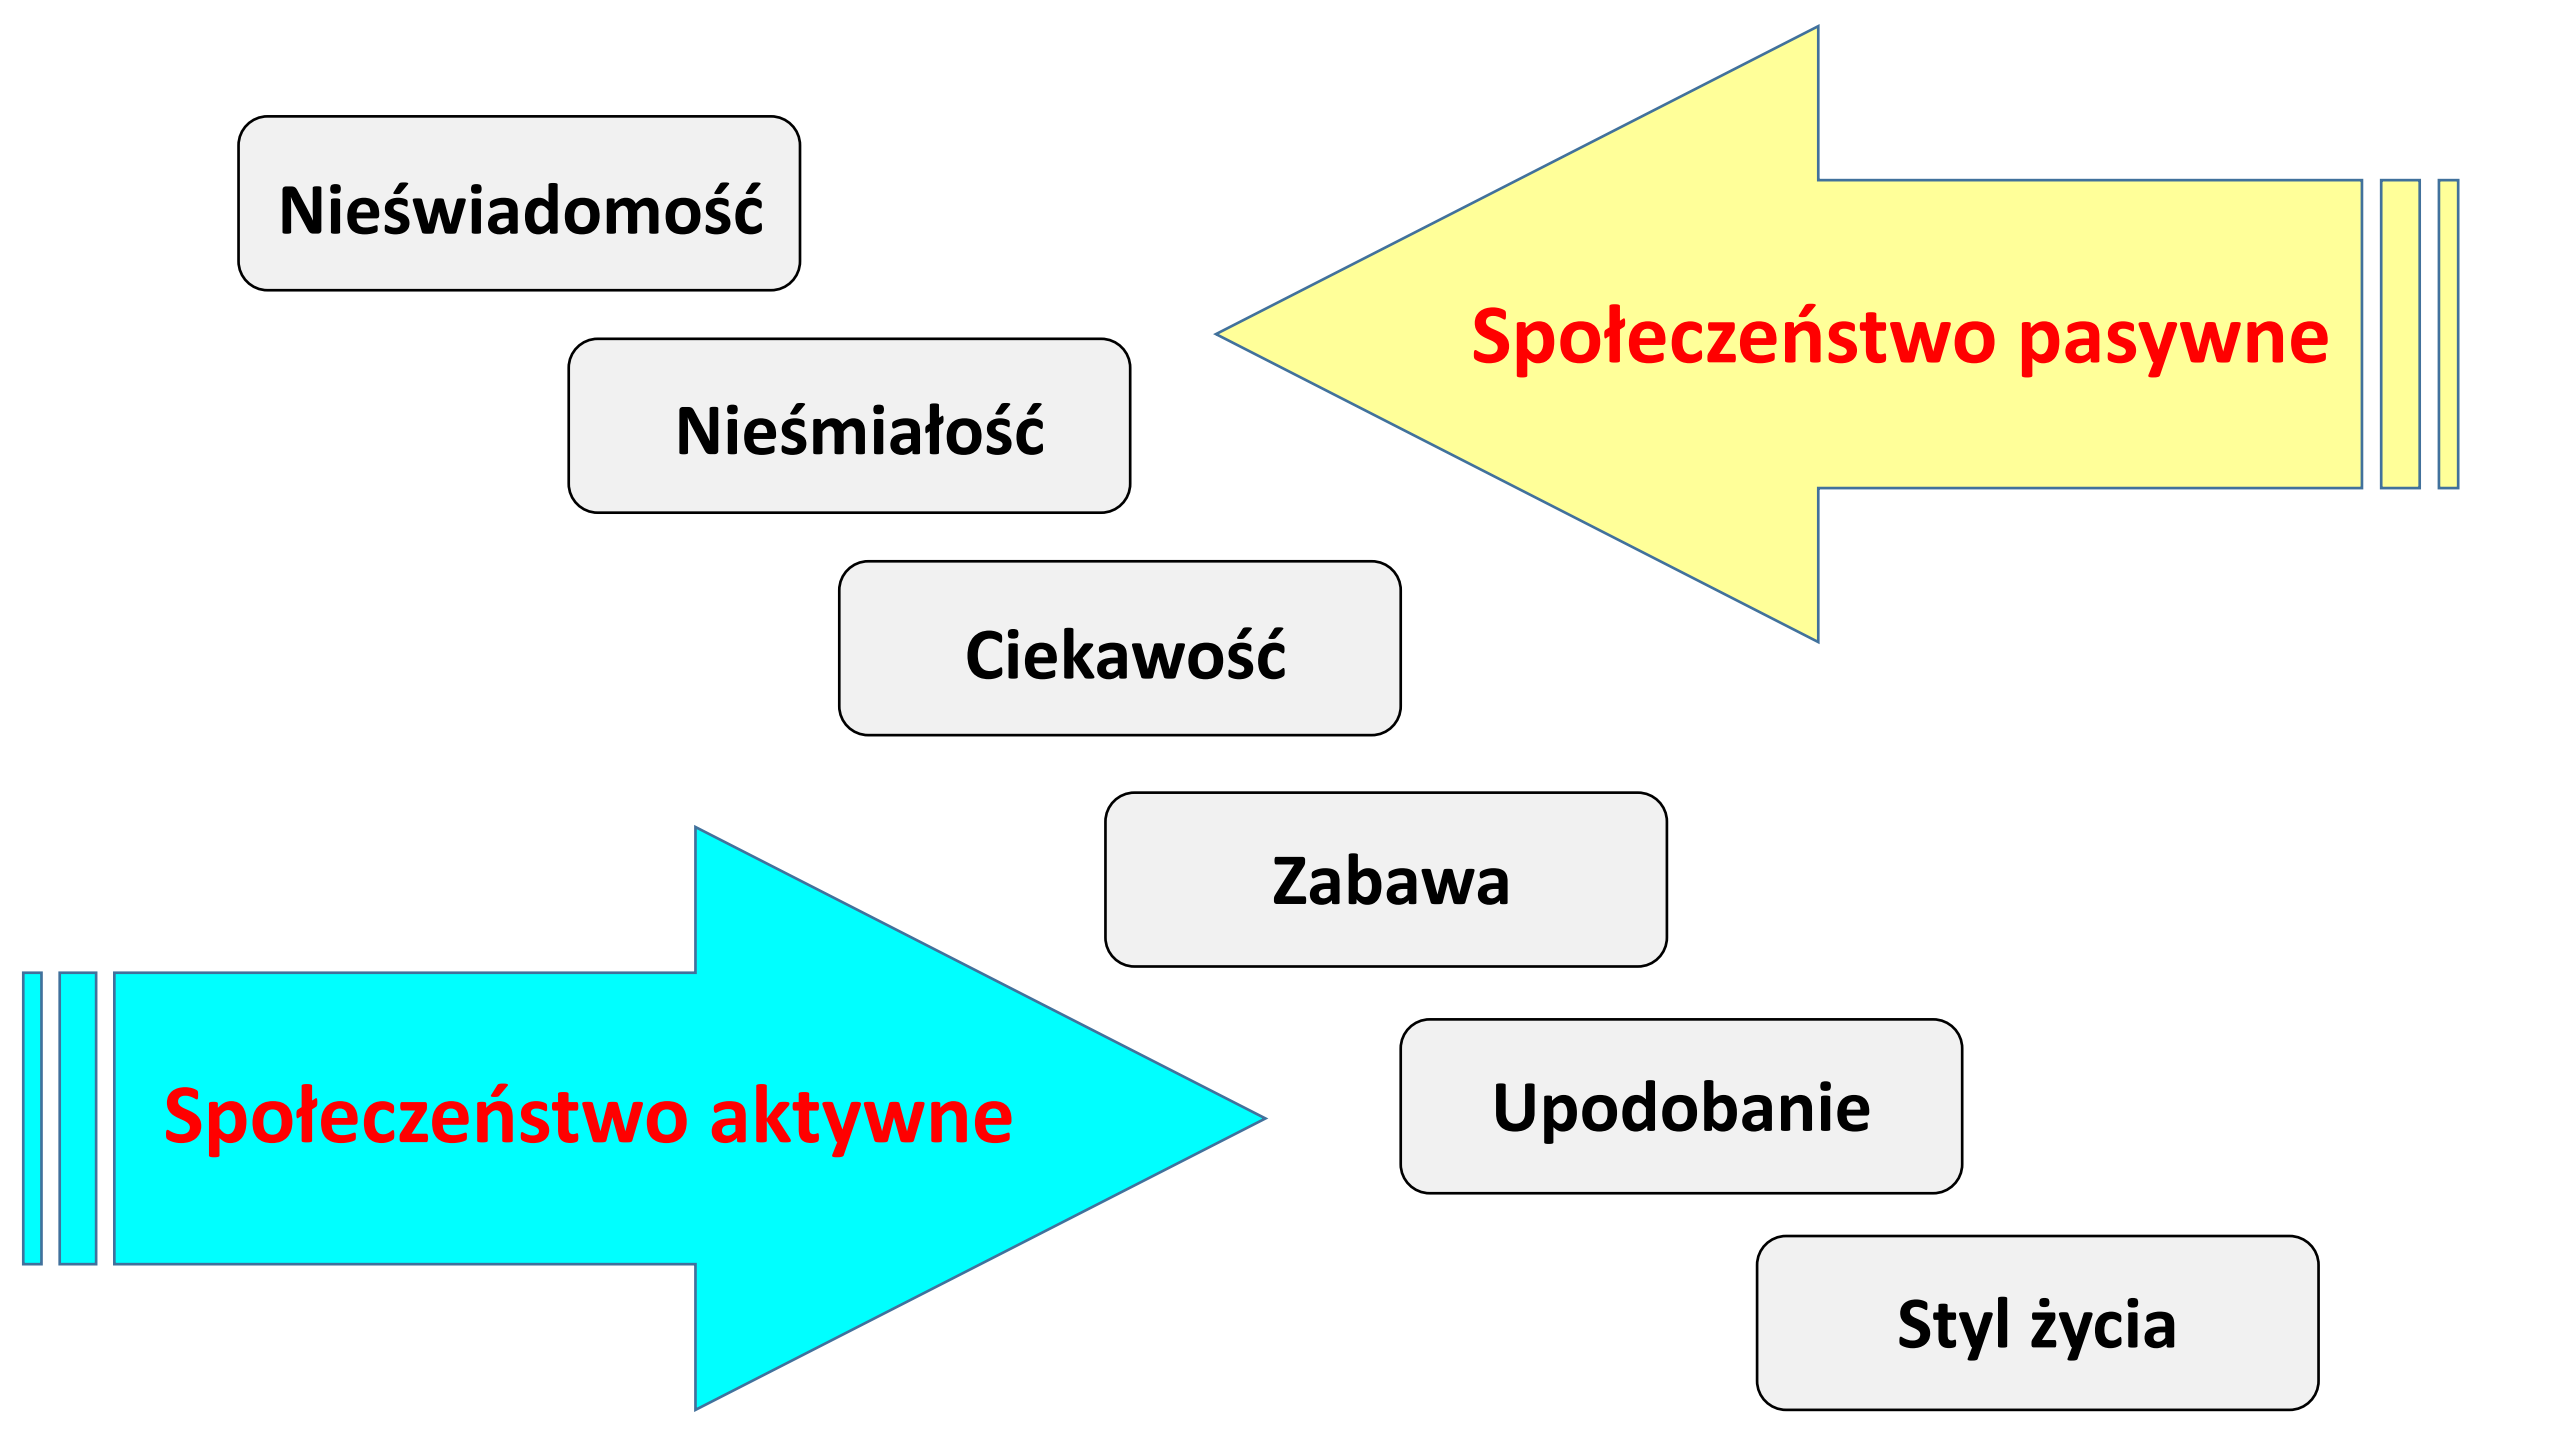 Nieświadomość
Społeczeństwo pasywne
Nieśmiałość
Ciekawość
Zabawa
Społeczeństwo aktywne
Upodobanie
Styl życia